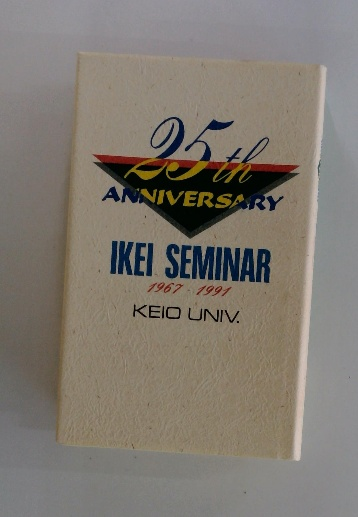 25th
ANNIVERSARY
IKEI SEMINAR
1967 - 1991
KEIO UNIV.